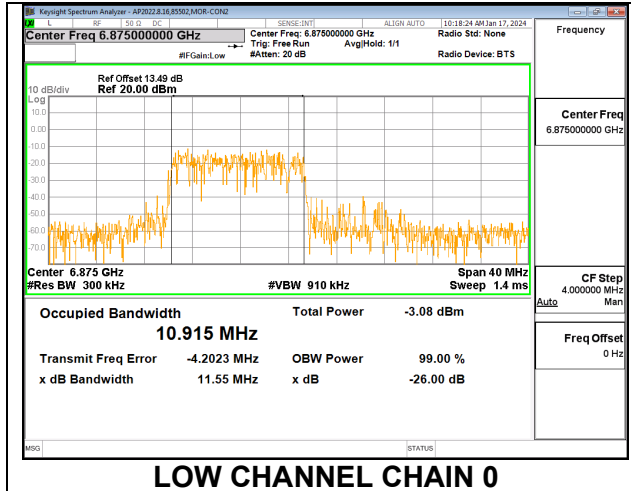 Keysight Spectrum Analyzer - AP2022.8.16,85502,MOR-CON2
L RF 50 Ω DC SENSE:INT ALIGN AUTO 10:18:24 AM Jan 17, 2024
Center Freq 6.875000000 GHz Center Freq: 6.875000000 GHz Radio Std: None Frequency
Trig: Free Run Avg|Hold: 1/1
#IFGain:Low #Atten: 20 dB Radio Device: BTS
Ref Offset 13.49 dB
10 dB/div Ref 20.00 dBm
Log
10.0
0.00
-10.0
-20.0
-30.0
-40.0
-50.0
-60.0
-70.0
Center Freq
6.875000000 GHz
Center 6.875 GHz Span 40 MHz
#Res BW 300 kHz #VBW 910 kHz Sweep 1.4 ms
CF Step
4.000000 MHz
Auto Man
Occupied Bandwidth Total Power -3.08 dBm
10.915 MHz
Freq Offset
0 Hz
Transmit Freq Error -4.2023 MHz OBW Power 99.00 %
x dB Bandwidth 11.55 MHz x dB -26.00 dB
MSG STATUS
LOW CHANNEL CHAIN 0